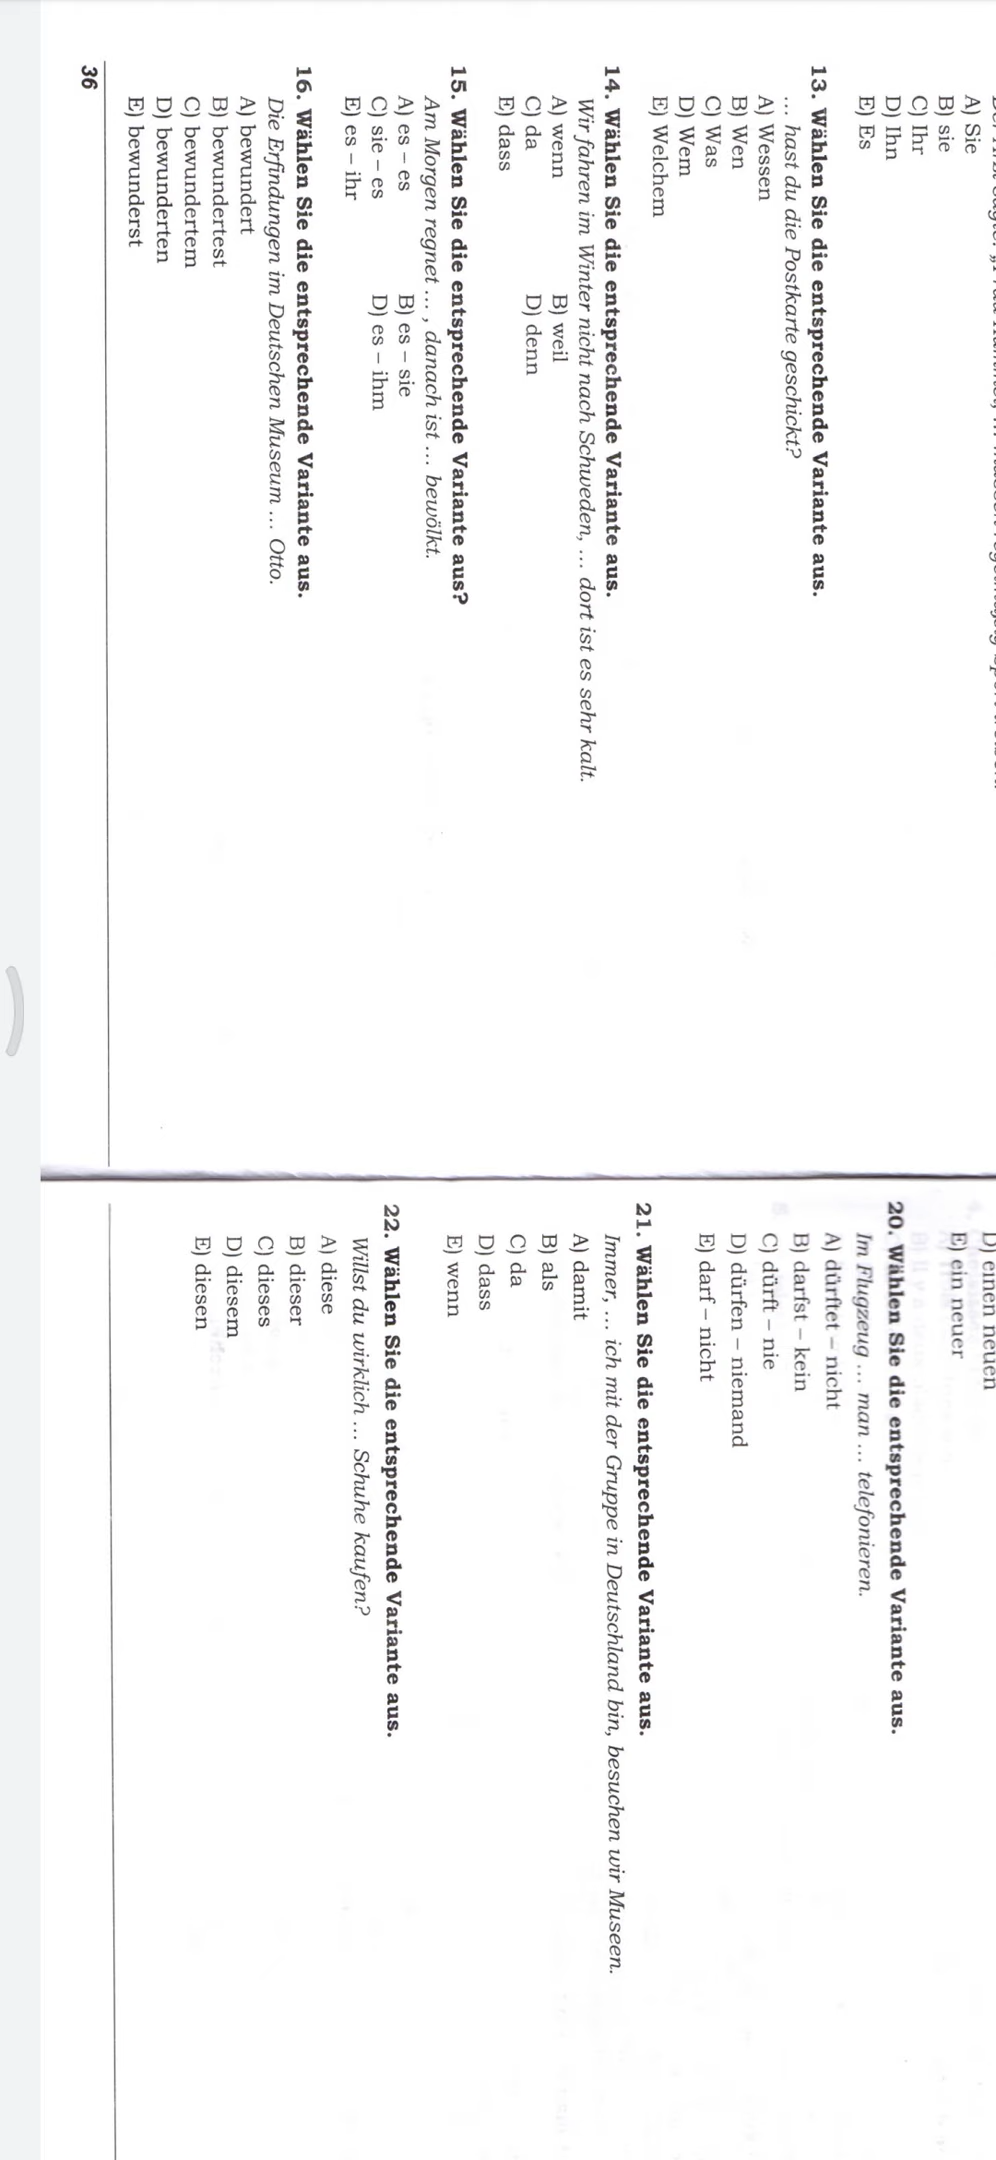 A) Sie
B) sie
C) Ihr
D) Ihn
E) Es
13. Wählen Sie die entsprechende Variante aus.
... hast du die Postkarte geschickt?
A) Wessen
B) Wen
C) Was
D) Wem
E) Welchem
14. Wählen Sie die entsprechende Variante aus.
Wir fahren im Winter nicht nach Schweden, ... dort ist es sehr kalt.
A) wenn B) weil
C) da D) denn
E) dass
15. Wählen Sie die entsprechende Variante aus?
Am Morgen regnet ... , danach ist ... bewölkt.
A) es – es B) es – sie
C) sie – es D) es – ihm
E) es – ihr
16. Wählen Sie die entsprechende Variante aus.
Die Erfindungen im Deutschen Museum ... Otto.
A) bewundert
B) bewundertest
C) bewundertem
D) bewunderten
E) bewunderst
36
D) einen neuen
E) ein neuer
20. Wählen Sie die entsprechende Variante aus.
Im Flugzeug ... man ... telefonieren.
A) dürftet – nicht
B) darfst – kein
C) dürft – nie
D) dürfen – niemand
E) darf – nicht
21. Wählen Sie die entsprechende Variante aus.
Immer, ... ich mit der Gruppe in Deutschland bin, besuchen wir Museen.
A) damit
B) als
C) da
D) dass
E) wenn
22. Wählen Sie die entsprechende Variante aus.
Willst du wirklich ... Schuhe kaufen?
A) diese
B) dieser
C) dieses
D) diesem
E) diesen